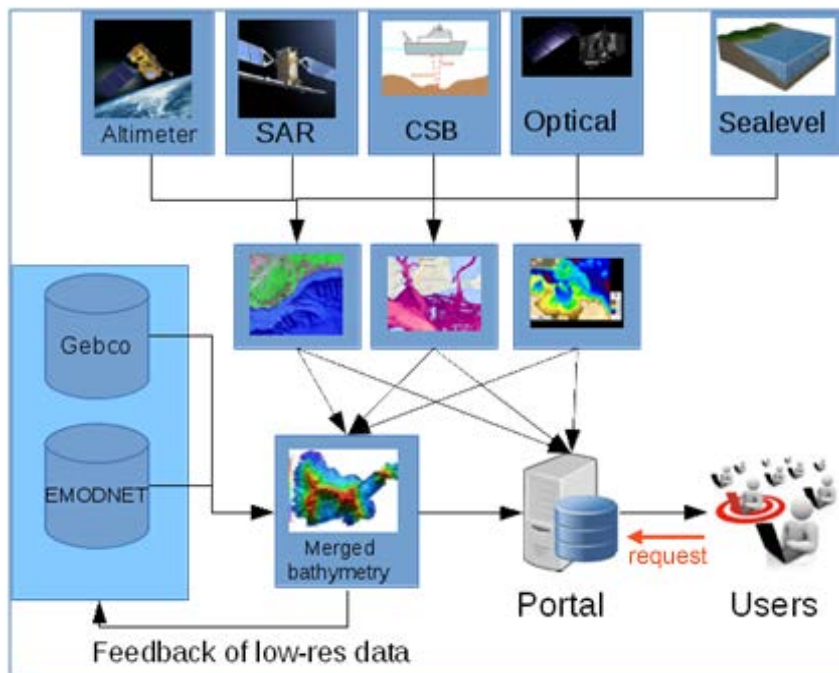 Altimeter
SAR
CSB
Optical
Sealevel
Gebco
EMODNET
Merged
bathymetry
request
Portal
Users
Feedback of low-res data